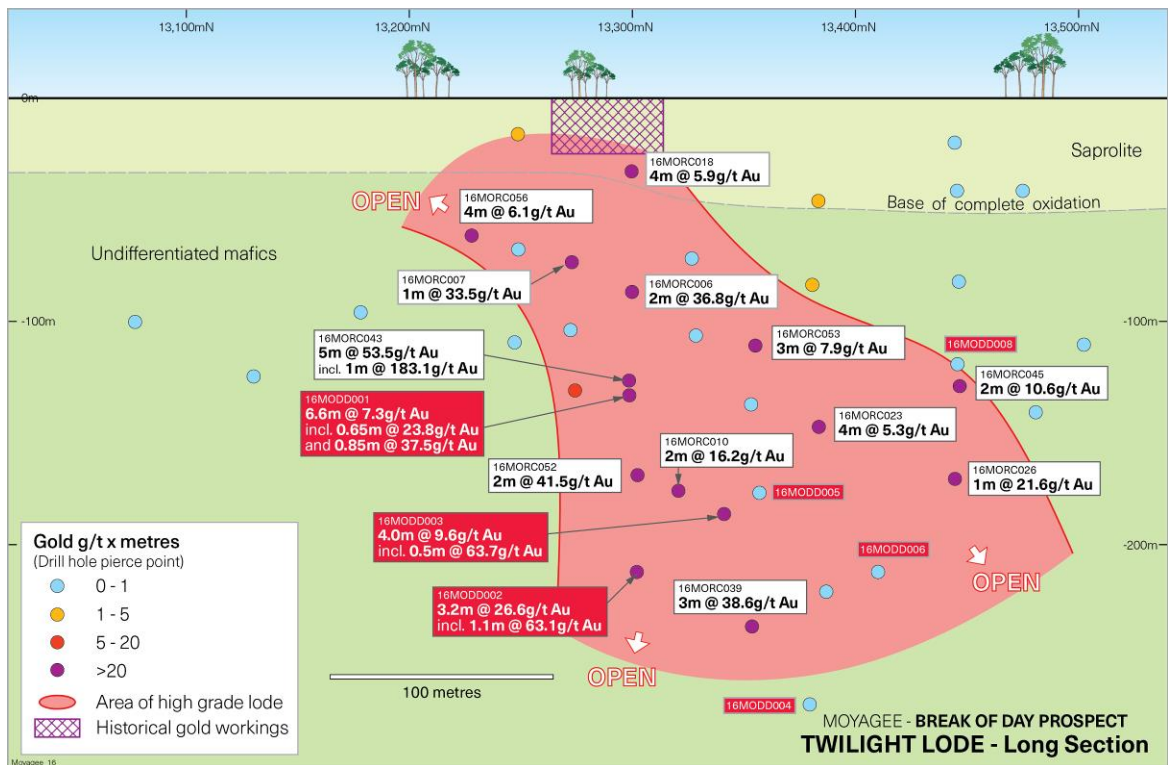 13,100mN
13,200mN
13,300mN
13,400mN
13,500mN
0m
Saprolite
Base of complete oxidation
16MORC018
4m @ 5.9g/t Au
OPEN
16MORC056
4m @ 6.1g/t Au
Undifferentiated mafics
16MORC007
1m @ 33.5g/t Au
16MORC006
2m @ 36.8g/t Au
-100m
-100m
16MORC043
5m @ 53.5g/t Au
incl. 1m @ 183.1g/t Au
16MORC053
3m @ 7.9g/t Au
16MODD008
16MORC045
2m @ 10.6g/t Au
16MODD001
6.6m @ 7.3g/t Au
incl. 0.65m @ 23.8g/t Au
and 0.85m @ 37.5g/t Au
16MORC023
4m @ 5.3g/t Au
16MORC010
2m @ 16.2g/t Au
16MORC052
2m @ 41.5g/t Au
16MORC026
1m @ 21.6g/t Au
16MODD005
16MODD003
4.0m @ 9.6g/t Au
incl. 0.5m @ 63.7g/t Au
-200m
-200m
16MODD006
OPEN
16MODD002
3.2m @ 26.6g/t Au
incl. 1.1m @ 63.1g/t Au
16MORC039
3m @ 38.6g/t Au
OPEN
100 metres
16MODD004
Gold g/t x metres
(Drill hole pierce point)
0 - 1
1 - 5
5 - 20
>20
Area of high grade lode
Historical gold workings
MOYAGEE - BREAK OF DAY PROSPECT
TWILIGHT LODE - Long Section
Moyagee_16